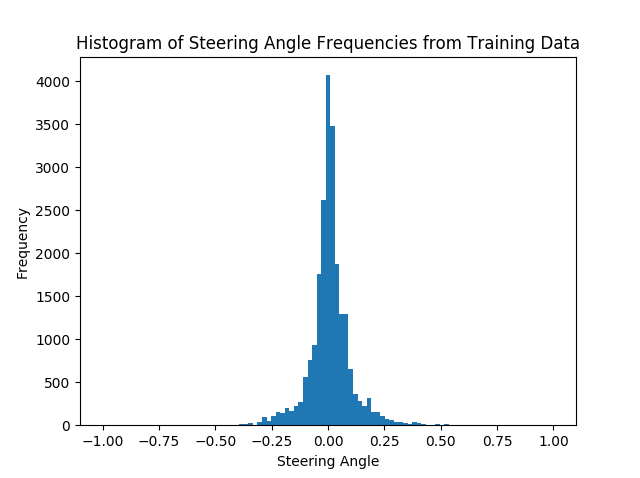 Histogram of Steering Angle Frequencies from Training Data
Frequency
4000
3500
3000
2500
2000
1500
1000
500
0
−1.00 −0.75 −0.50 −0.25 0.00 0.25 0.50 0.75 1.00
Steering Angle